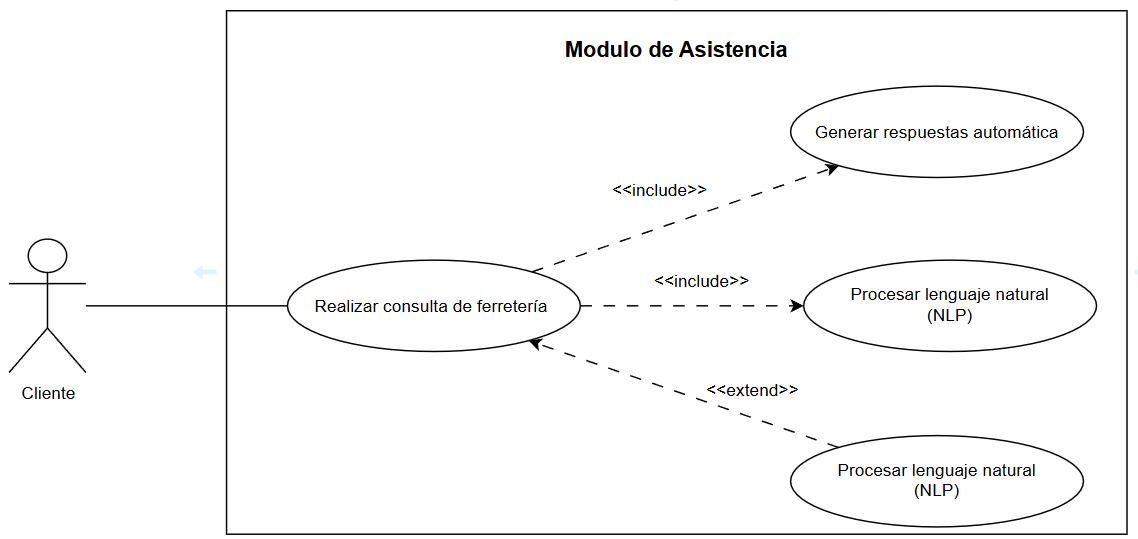 Modulo de Asistencia
Generar respuestas automática
<<include>>
<<include>>
Procesar lenguaje natural
(NLP)
Realizar consulta de ferretería
<<extend>>
Cliente
Procesar lenguaje natural
(NLP)